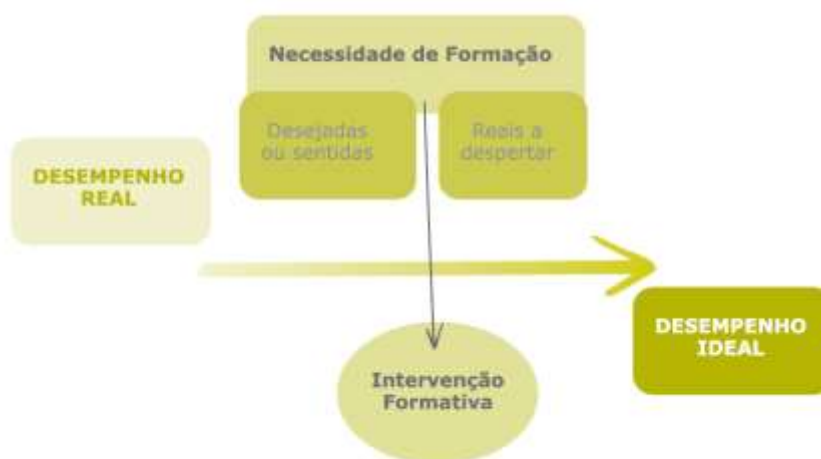 Necessidade de Formação
Desejadas
ou sentidas
Reais a
despertar
DESEMPENHO
REAL
DESEMPENHO
IDEAL
Intervenção
Formativa